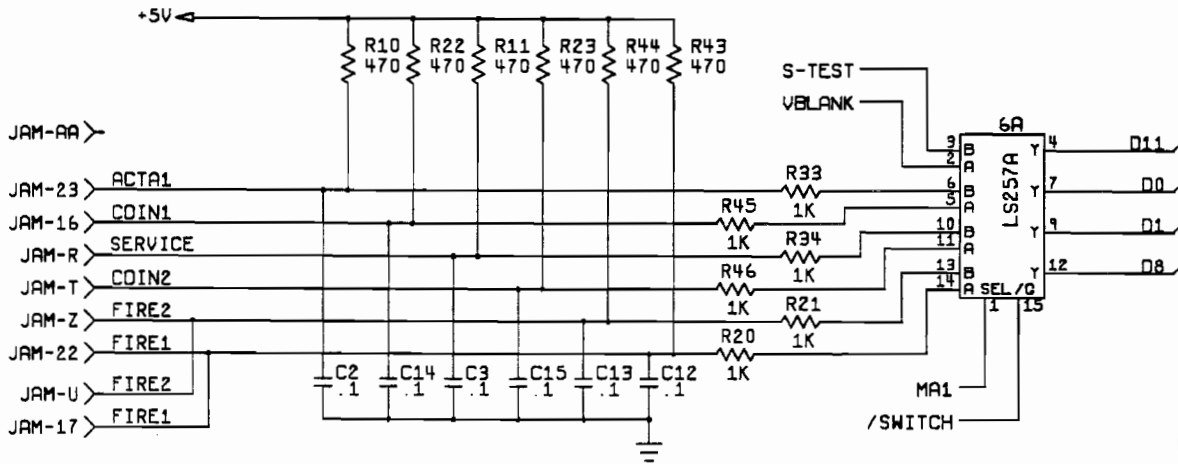 +5V
R10 R22 R11 R23 R44 R43
470 470 470 470 470 470
S-TEST
VBLANK
JAM-AA
6A
LS257A
3 B Y 4 D11
2 A
JAM-23 ACTA1
R33
1K
6 B Y 7 D0
5 A
JAM-16 COIN1
R45
1K
JAM-R SERVICE
R34
1K
10 B Y 9 D1
11 A
JAM-T COIN2
R46
1K
13 B Y 12 D8
14 A SEL /G
1 15
JAM-Z FIRE2
R21
1K
JAM-22 FIRE1
R20
1K
C2 C14 C3 C15 C13 C12
.1 .1 .1 .1 .1 .1
JAM-U FIRE2
MA1
JAM-17 FIRE1
/SWITCH